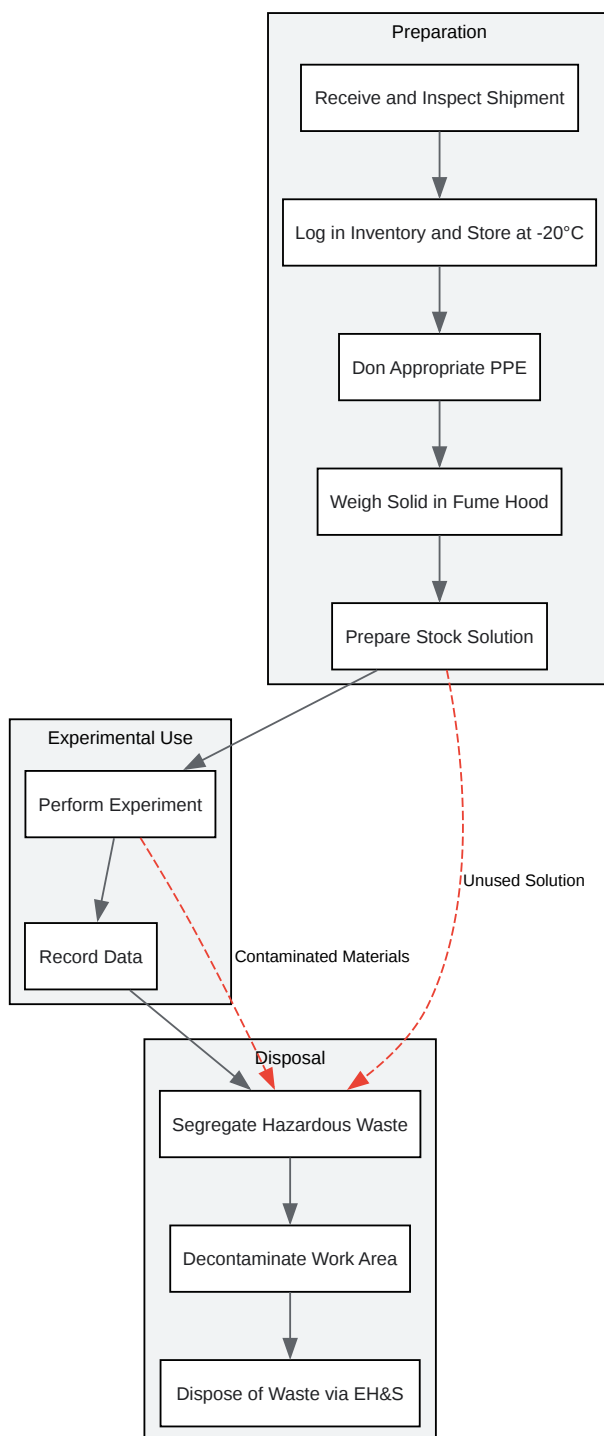 Preparation
Receive and Inspect Shipment
Log in Inventory and Store at -20°C
Don Appropriate PPE
Weigh Solid in Fume Hood
Prepare Stock Solution
Experimental Use
Perform Experiment
Unused Solution
Record Data
Contaminated Materials
Disposal
Segregate Hazardous Waste
Decontaminate Work Area
Dispose of Waste via EH&S